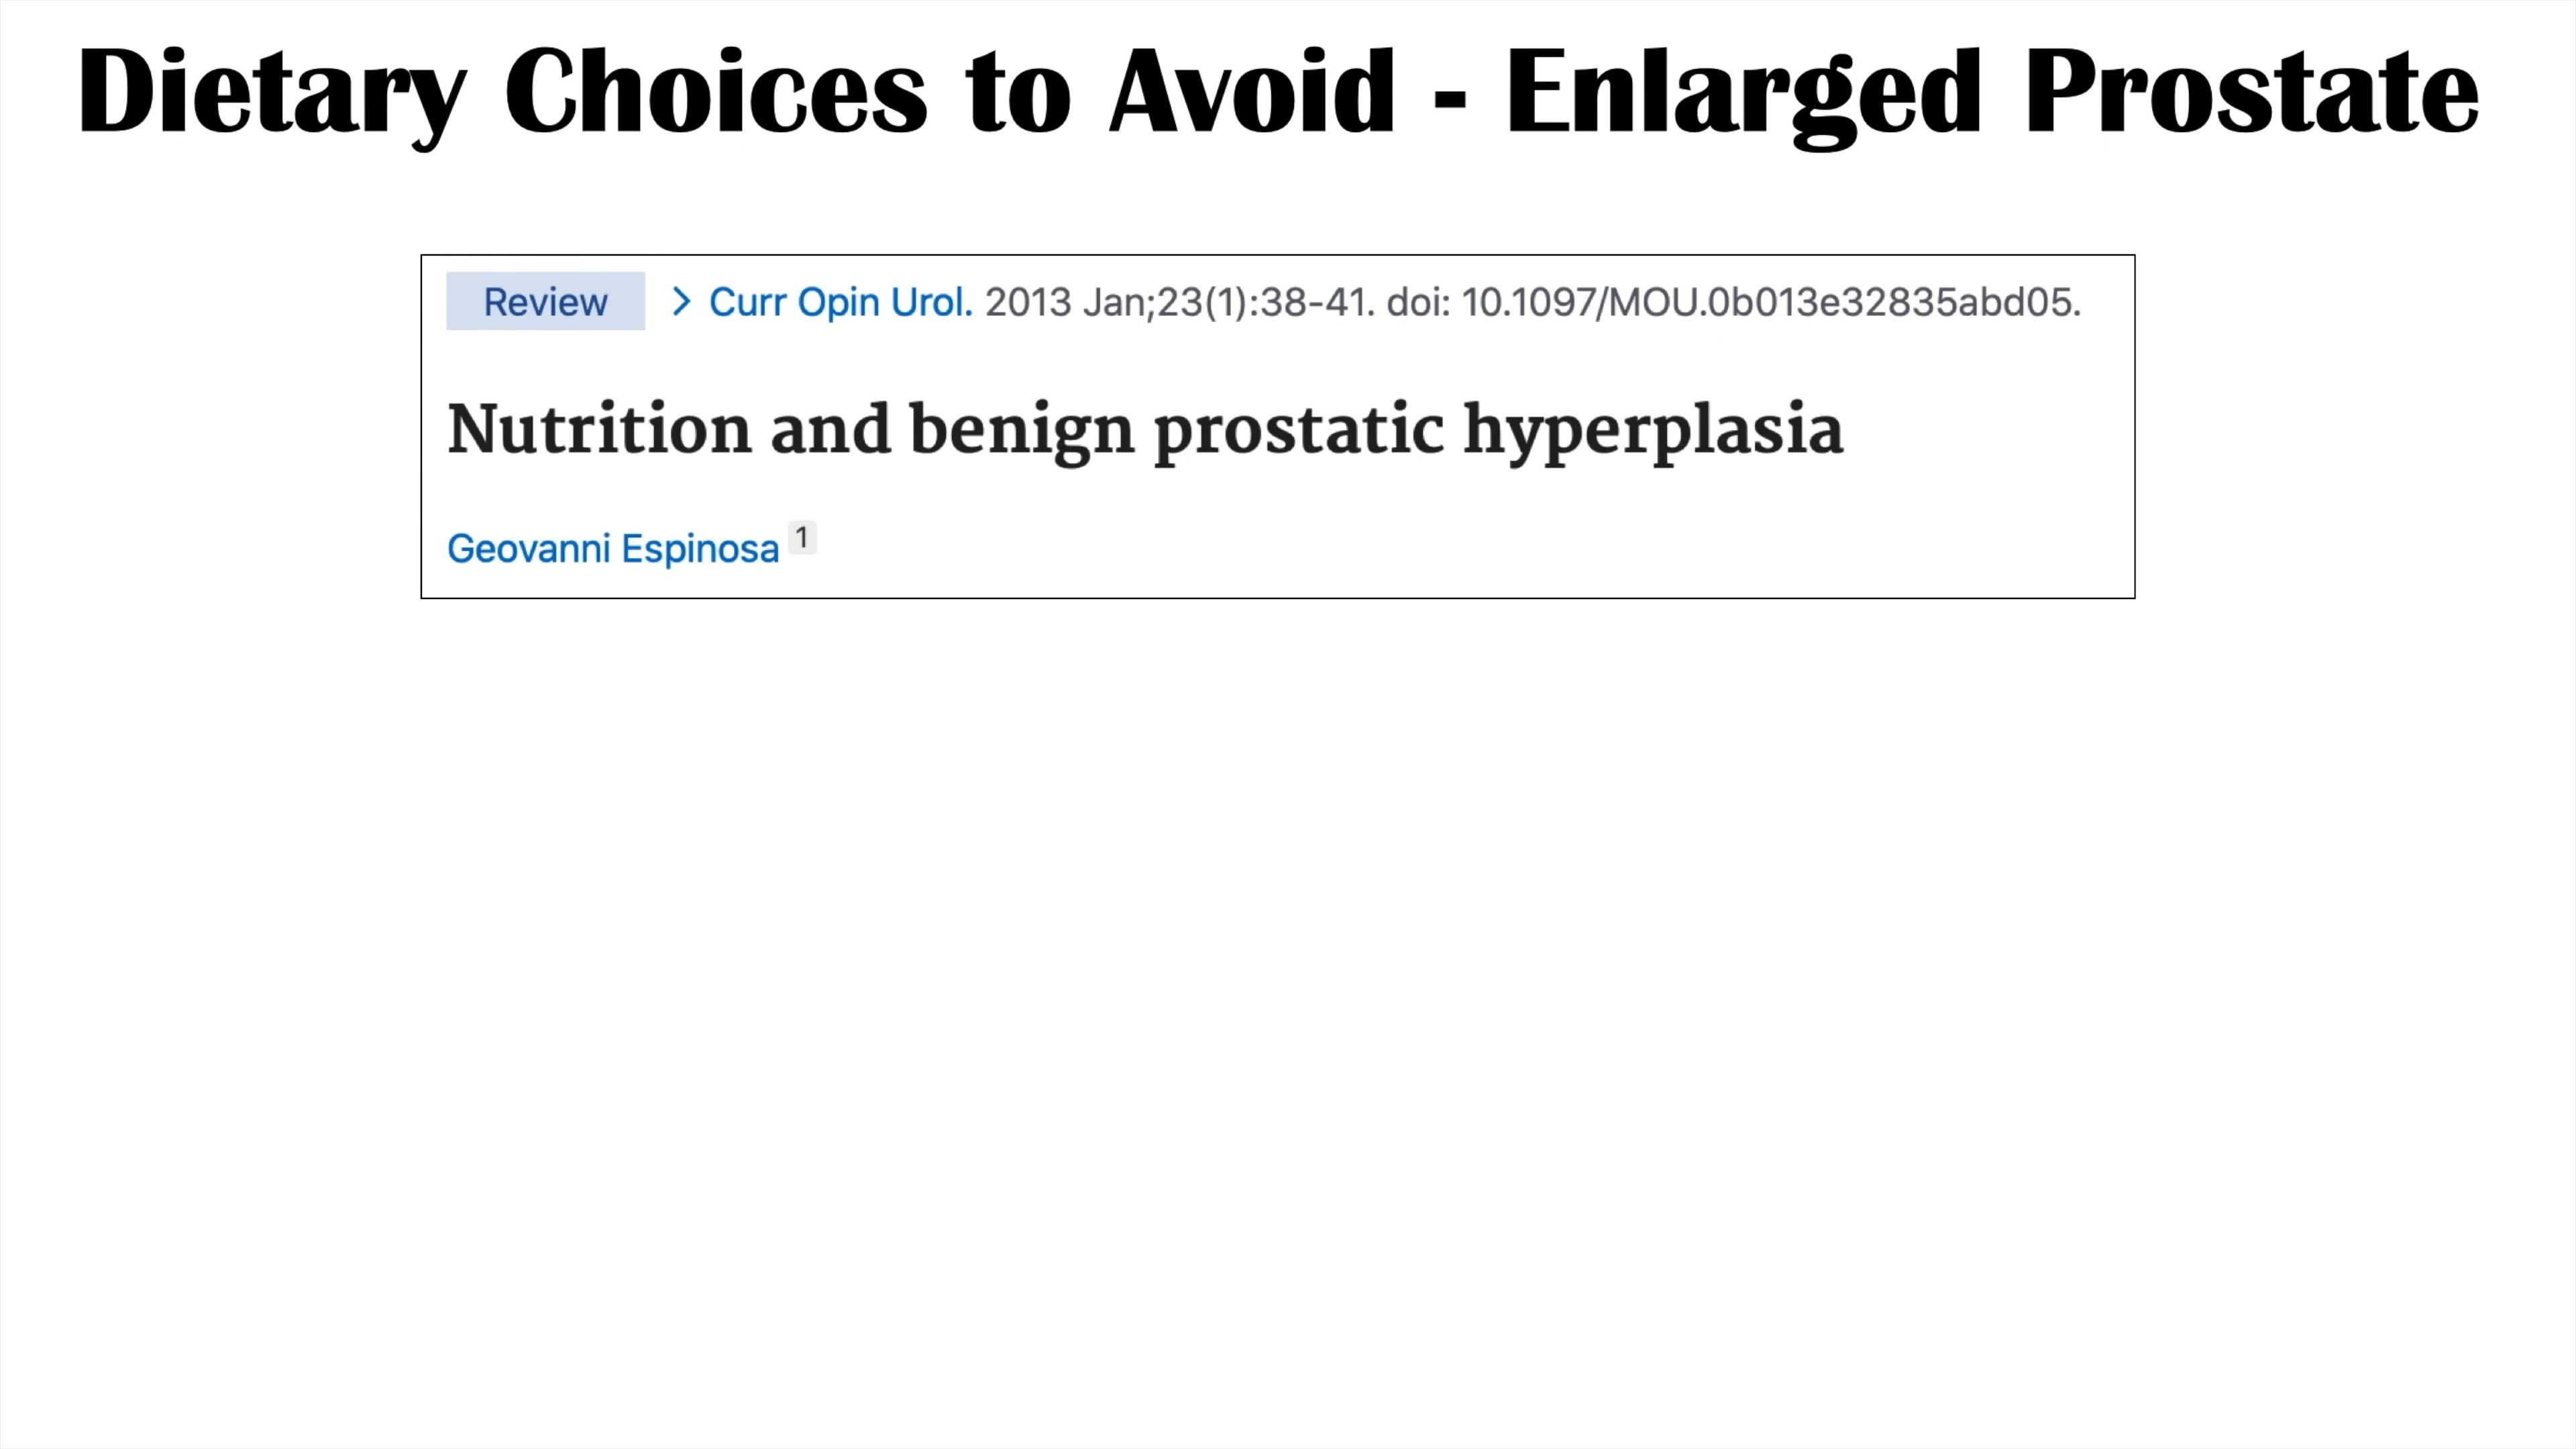 Dietary Choices to Avoid - Enlarged Prostate
Review > Curr Opin Urol. 2013 Jan;23(1):38-41. doi: 10.1097/MOU.0b013e32835abd05.
Nutrition and benign prostatic hyperplasia
Geovanni Espinosa 1